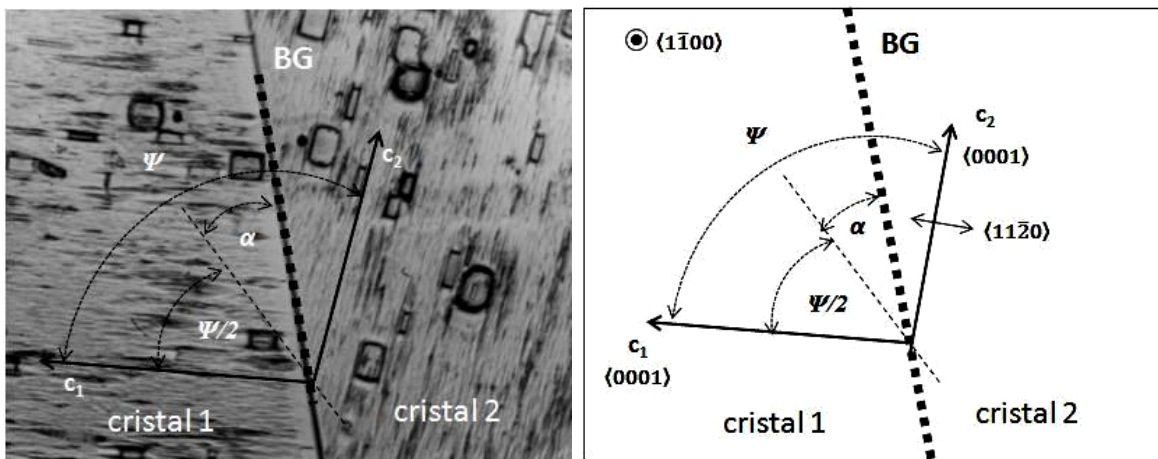 BG
Ψ
c₂
α
Ψ/2
c₁
cristal 1
cristal 2
⟨11̅00⟩
BG
c₂
Ψ
⟨0001⟩
α
⟨112̅0⟩
Ψ/2
c₁
⟨0001⟩
cristal 1
cristal 2